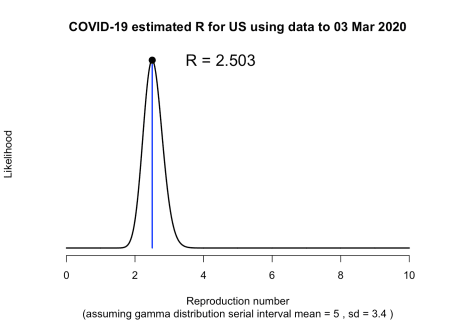 COVID-19 estimated R for US using data to 03 Mar 2020
R = 2.503
Likelihood
0 2 4 6 8 10
Reproduction number
(assuming gamma distribution serial interval mean = 5 , sd = 3.4 )